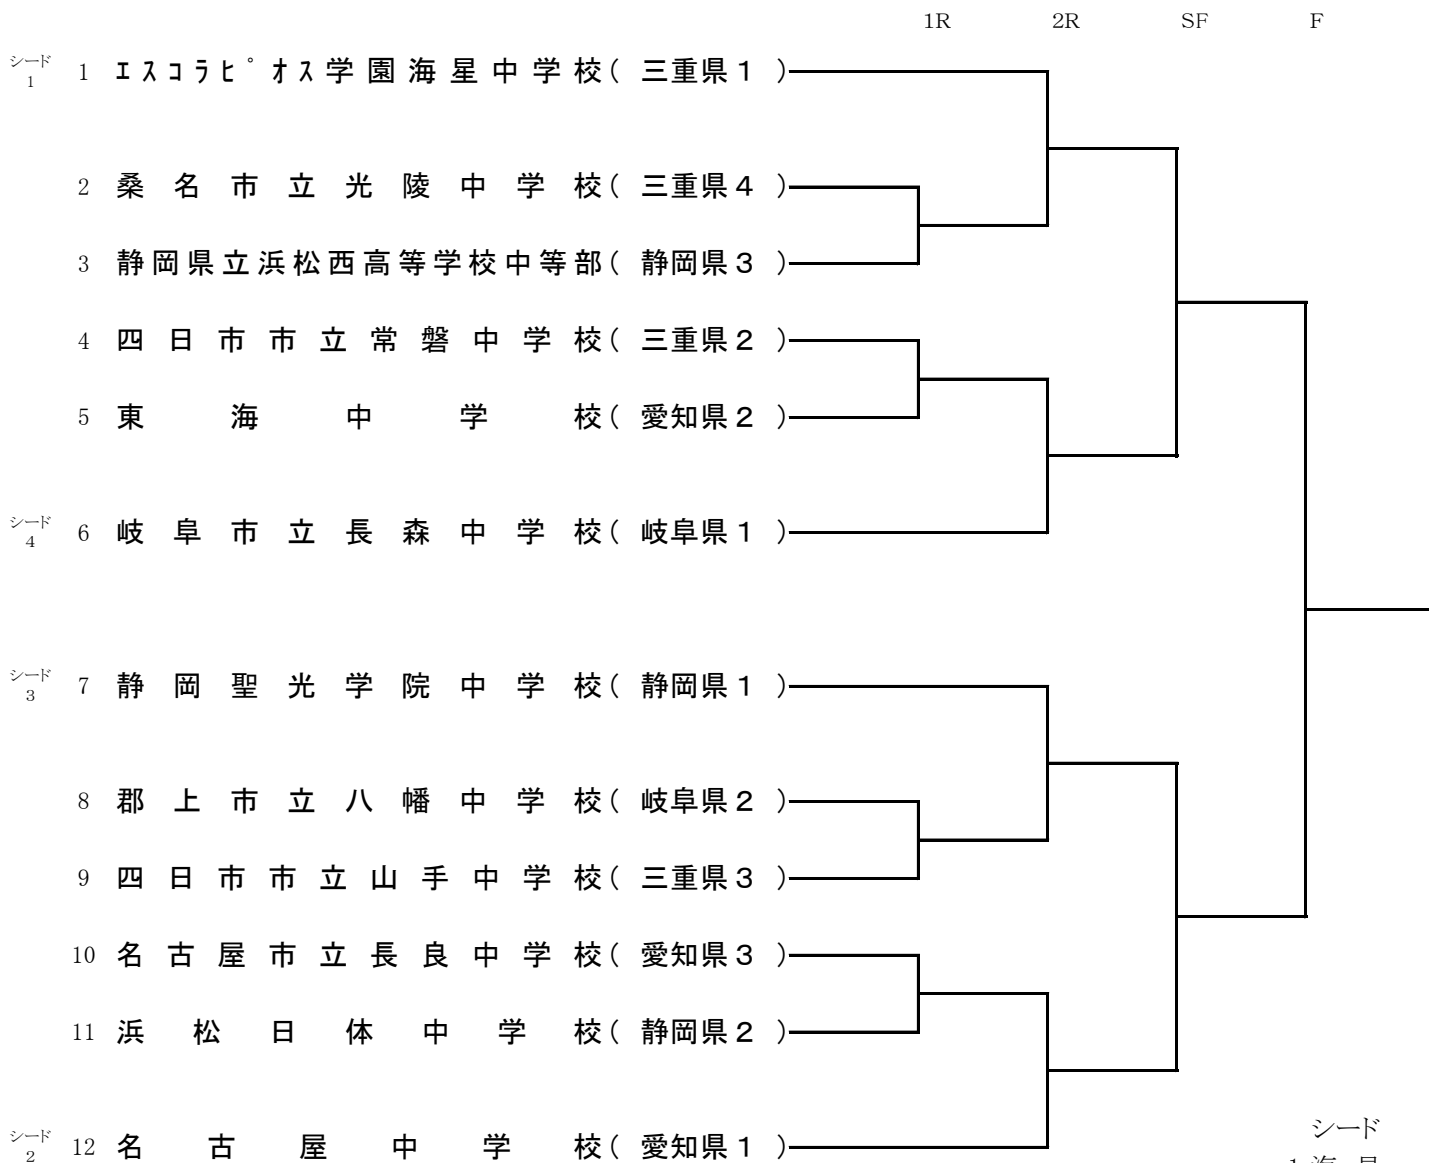 1R 2R SF F
シード 1 1 ｴｽｺﾗﾋﾟｵｽ学園海星中学校( 三重県１ )
2 桑名市立光陵中学校( 三重県４ )
3 静岡県立浜松西高等学校中等部( 静岡県３ )
4 四日市市立常磐中学校( 三重県２ )
5 東海中学校( 愛知県２ )
シード 4 6 岐阜市立長森中学校( 岐阜県１ )
シード 3 7 静岡聖光学院中学校( 静岡県１ )
8 郡上市立八幡中学校( 岐阜県２ )
9 四日市市立山手中学校( 三重県３ )
10 名古屋市立長良中学校( 愛知県３ )
11 浜松日体中学校( 静岡県２ )
シード 2 12 名古屋中学校( 愛知県１ )
シード
1 海 星